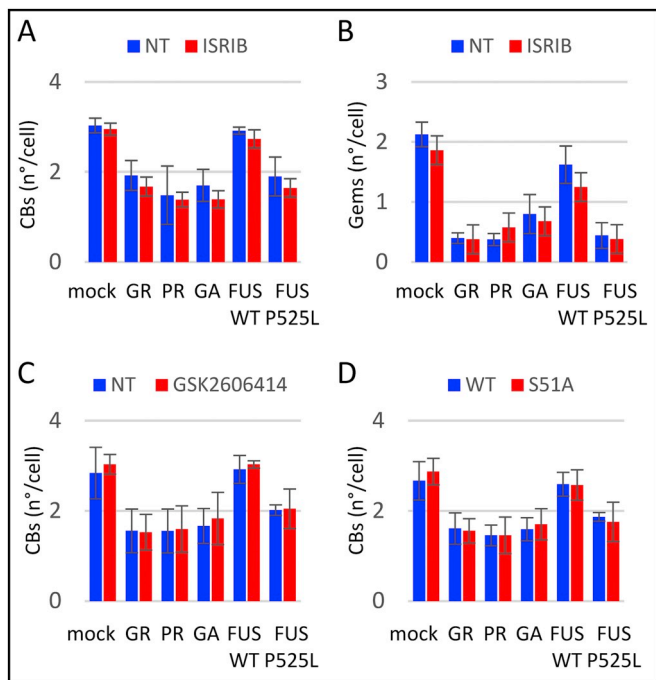 A
NT ISRIB
CBs (n°/cell)
4
2
0
mock GR PR GA FUS FUS
WT P525L
B
NT ISRIB
Gems (n°/cell)
3
2
1
0
mock GR PR GA FUS FUS
WT P525L
C
NT GSK2606414
CBs (n°/cell)
4
2
0
mock GR PR GA FUS FUS
WT P525L
D
WT S51A
CBs (n°/cell)
4
2
0
mock GR PR GA FUS FUS
WT P525L